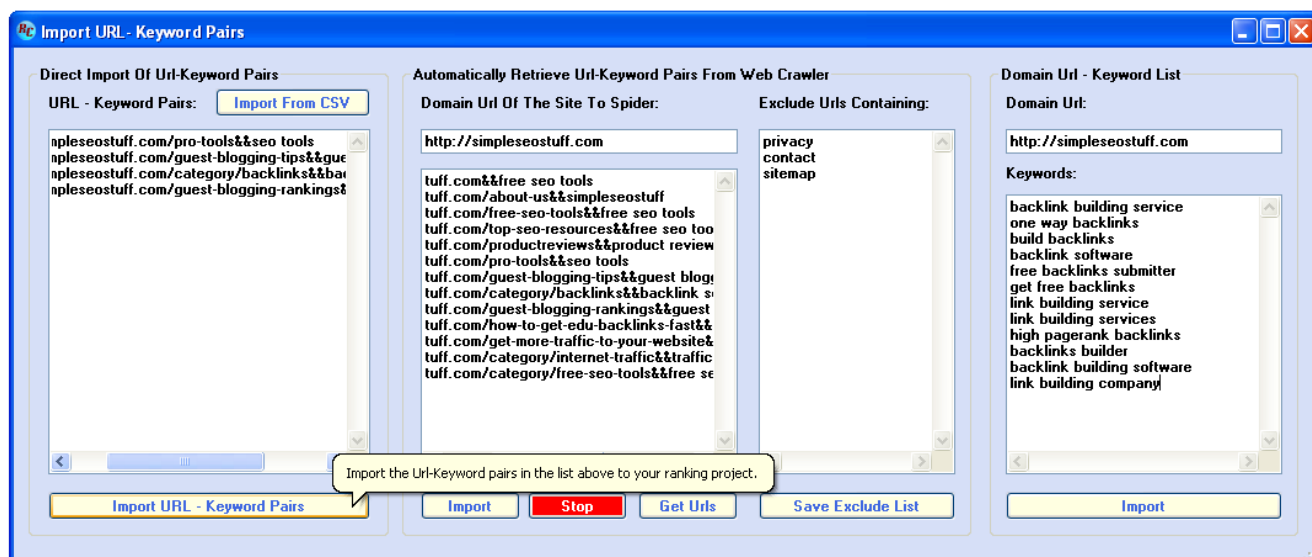 RC Import URL- Keyword Pairs
Direct Import Of Url-Keyword Pairs
URL - Keyword Pairs:
Import From CSV
mpleseostuff.com/pro-tools&&seo tools
mpleseostuff.com/guest-blogging-tips&&gue
mpleseostuff.com/category/backlinks&&bac
mpleseostuff.com/guest-blogging-rankings&
Import URL - Keyword Pairs
Automatically Retrieve Url-Keyword Pairs From Web Crawler
Domain Url Of The Site To Spider:
http://simpleseostuff.com
tuff.com&&free seo tools
tuff.com/about-us&&simpleseostuff
tuff.com/free-seo-tools&&free seo tools
tuff.com/top-seo-resources&&free seo too
tuff.com/productreviews&&product review
tuff.com/pro-tools&&seo tools
tuff.com/guest-blogging-tips&&guest blogg
tuff.com/category/backlinks&&backlink s
tuff.com/guest-blogging-rankings&&guest
tuff.com/how-to-get-edu-backlinks-fast&&
tuff.com/get-more-traffic-to-your-website&
tuff.com/category/internet-traffic&&traffic
tuff.com/category/free-seo-tools&&free se
Import the Url-Keyword pairs in the list above to your ranking project.
Import
Stop
Get Urls
Exclude Urls Containing:
privacy
contact
sitemap
Save Exclude List
Domain Url - Keyword List
Domain Url:
http://simpleseostuff.com
Keywords:
backlink building service
one way backlinks
build backlinks
backlink software
free backlinks submitter
get free backlinks
link building service
link building services
high pagerank backlinks
backlinks builder
backlink building software
link building company
Import